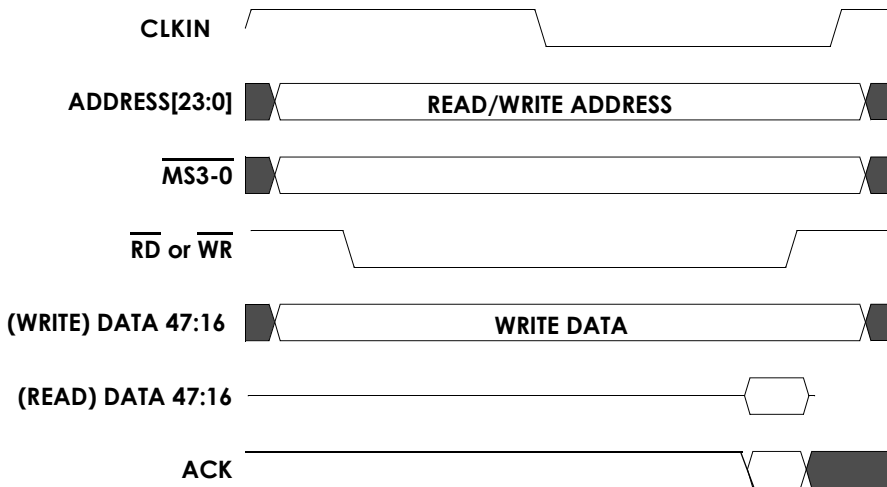 CLKIN
ADDRESS[23:0] READ/WRITE ADDRESS
MS3-0
RD or WR
(WRITE) DATA 47:16 WRITE DATA
(READ) DATA 47:16
ACK